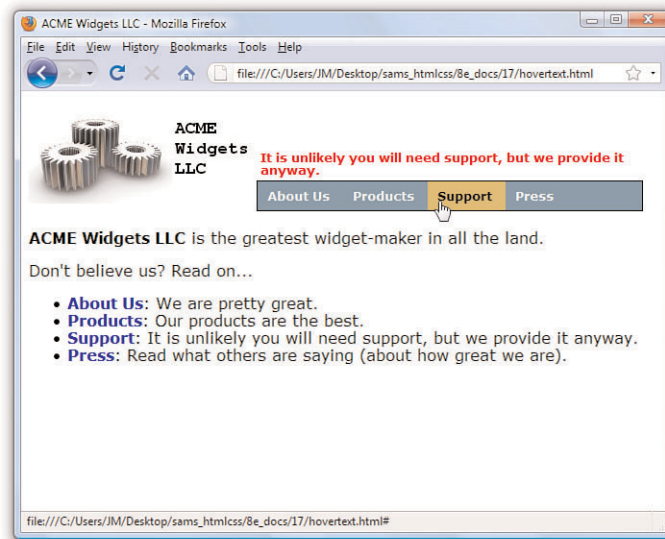 ACME Widgets LLC - Mozilla Firefox
File Edit View History Bookmarks Tools Help
file:///C:/Users/JM/Desktop/sams_htmlcss/8e_docs/17/hovertext.html
ACME
Widgets
LLC
It is unlikely you will need support, but we provide it
anyway.
About Us Products Support Press
ACME Widgets LLC is the greatest widget-maker in all the land.
Don't believe us? Read on...
• About Us: We are pretty great.
• Products: Our products are the best.
• Support: It is unlikely you will need support, but we provide it anyway.
• Press: Read what others are saying (about how great we are).
file:///C:/Users/JM/Desktop/sams_htmlcss/8e_docs/17/hovertext.html#